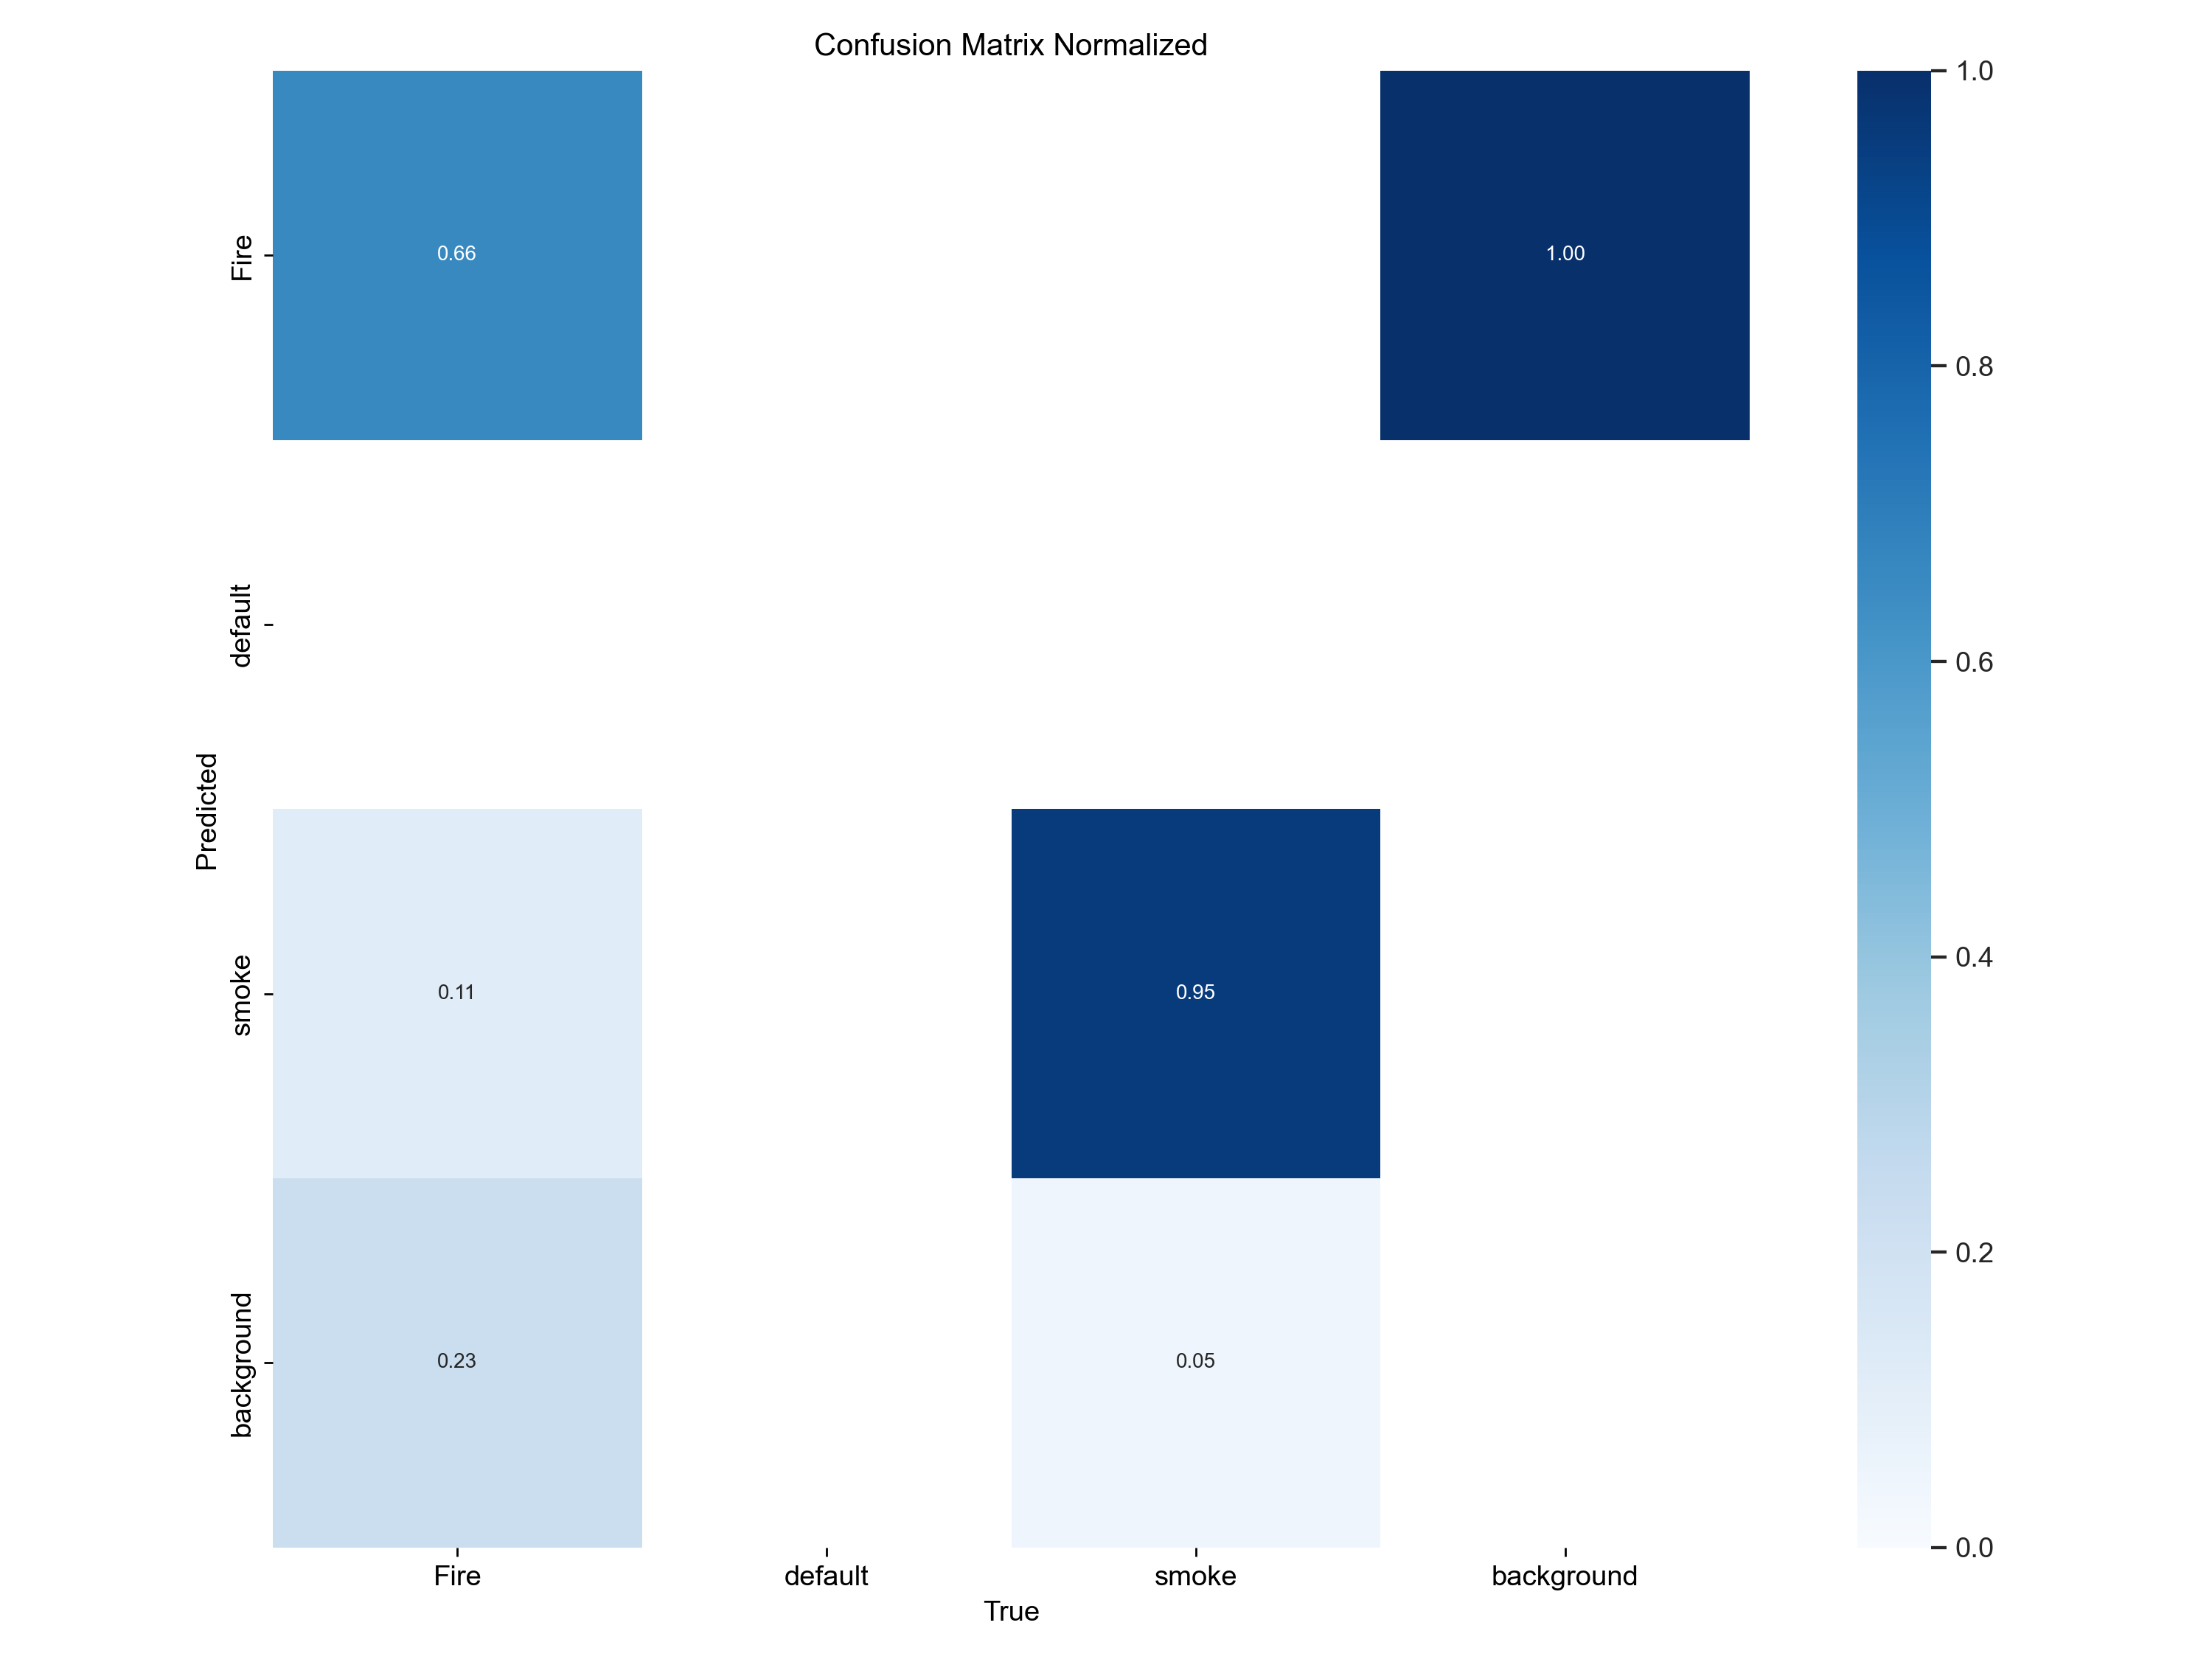 Confusion Matrix Normalized
Fire
0.66
1.00
default
smoke
0.11
0.95
background
0.23
0.05
Predicted
Fire
default
smoke
background
True
1.0
0.8
0.6
0.4
0.2
0.0